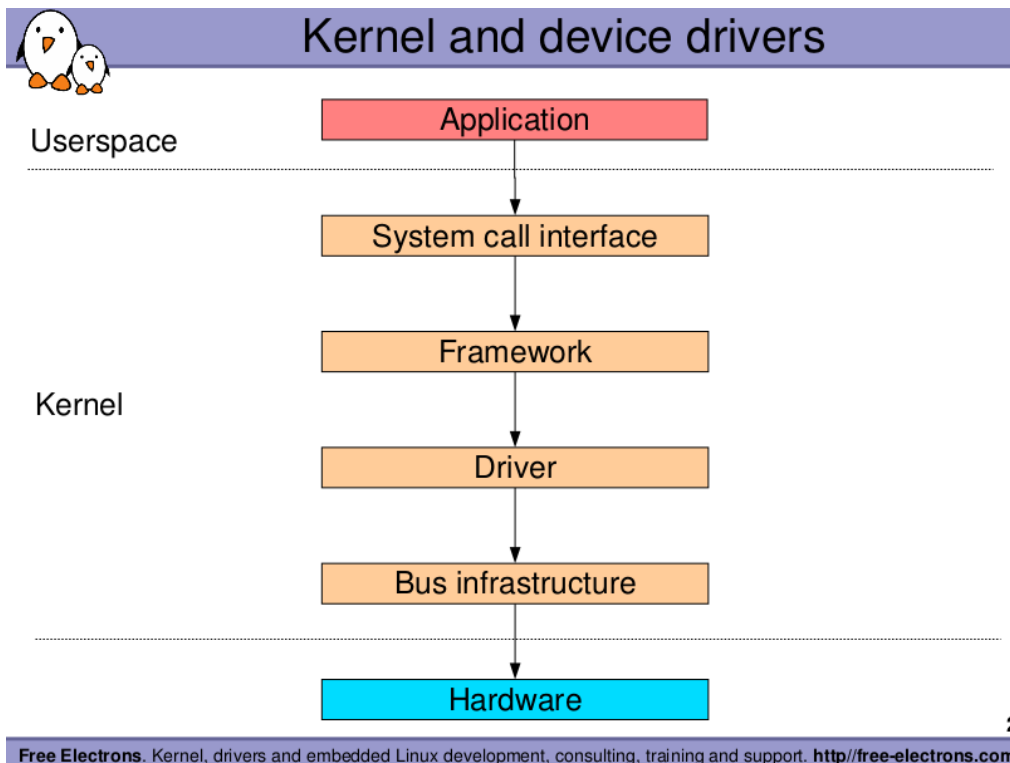 Kernel and device drivers
Application
Userspace
System call interface
Framework
Kernel
Driver
Bus infrastructure
Hardware
2
Free Electrons. Kernel, drivers and embedded Linux development, consulting, training and support. http//free-electrons.com